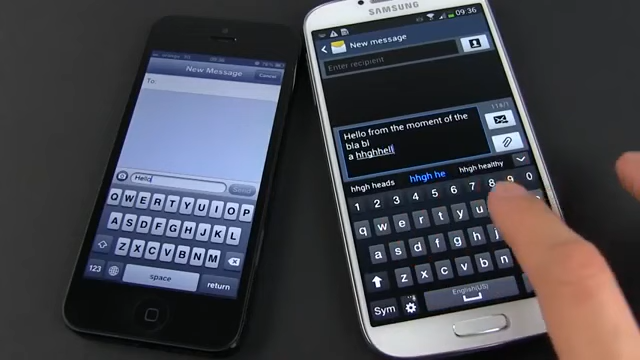 New Message
Cancel
To:
Hello
Q W E R T Y U I O P
A S D F G H J K L
Z X C V B N M
123
space
return
SAMSUNG
09:36
New message
Enter recipient
Hello from the moment of the
bla bl
a hhghhell
hhgh heads
hhgh he
hhgh healthy
1 2 3 4 5 6 7 8 9 0
q w e r t y u
a s d f g h j
z x c v b n
Sym
English(US)